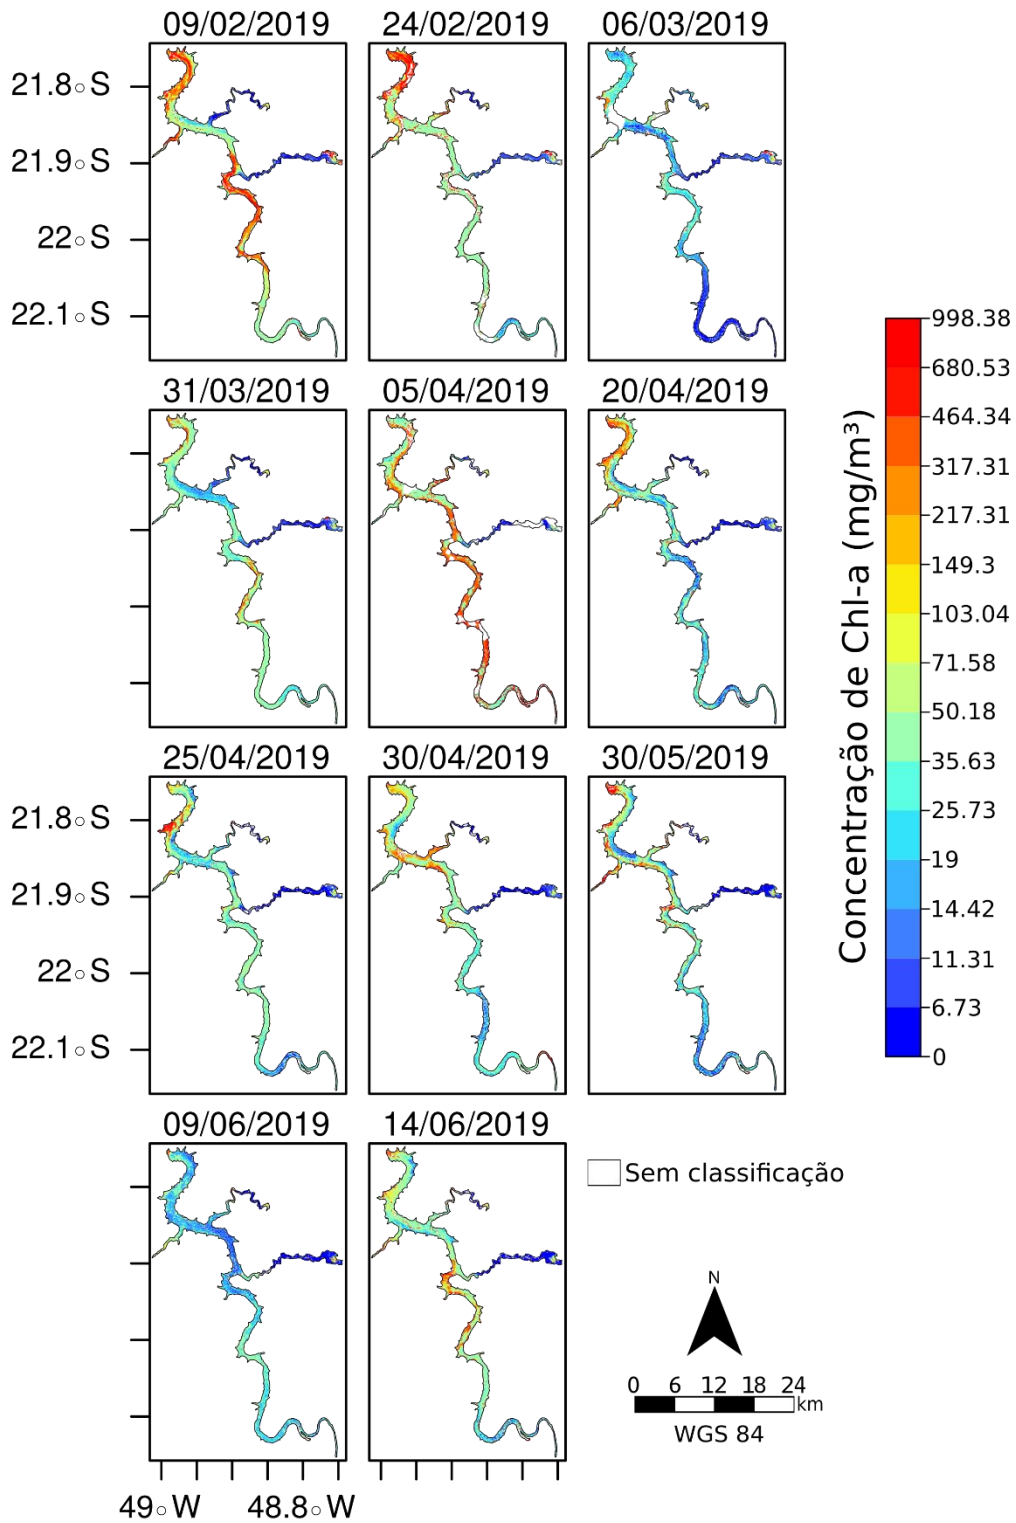 09/02/2019 24/02/2019 06/03/2019
21.8°S
21.9°S
22°S
22.1°S
31/03/2019 05/04/2019 20/04/2019
25/04/2019 30/04/2019 30/05/2019
21.8°S
21.9°S
22°S
22.1°S
09/06/2019 14/06/2019
49°W 48.8°W
Concentração de Chl-a (mg/m³)
998.38
680.53
464.34
317.31
217.31
149.3
103.04
71.58
50.18
35.63
25.73
19
14.42
11.31
6.73
0
Sem classificação
N
0 6 12 18 24
km
WGS 84